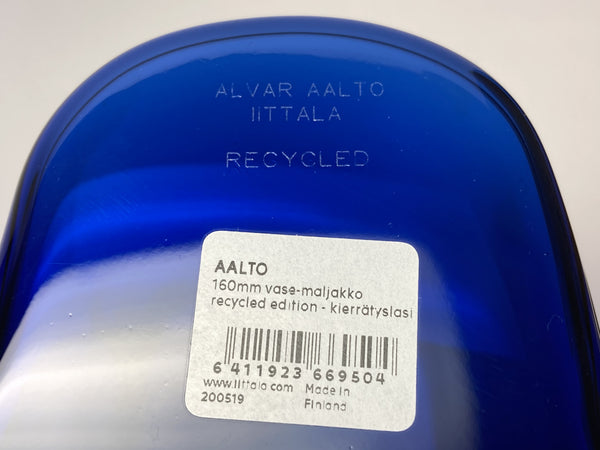 ALVAR AALTO
IITTALA
RECYCLED
AALTO
160mm vase-maljakko
recycled edition - kierrätyslasi
6 411923 669504
www.iittala.com Made in
200519 Finland